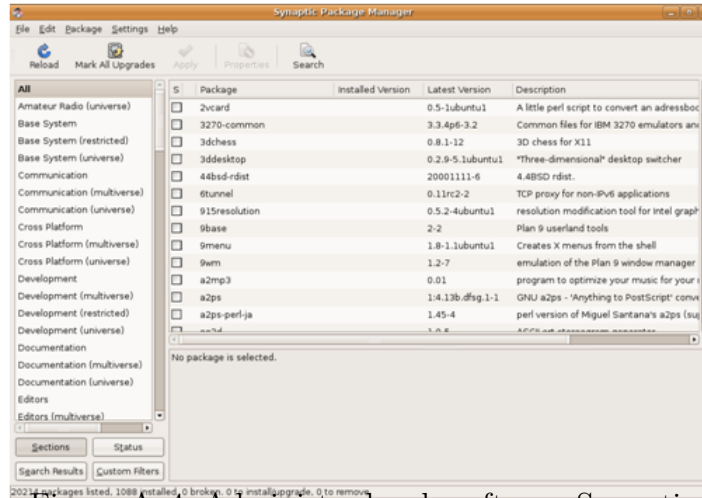 Synaptic Package Manager
File Edit Package Settings Help
Reload Mark All Upgrades Apply Properties Search
All
Amateur Radio (universe)
Base System
Base System (restricted)
Base System (universe)
Communication
Communication (multiverse)
Communication (universe)
Cross Platform
Cross Platform (multiverse)
Cross Platform (universe)
Development
Development (multiverse)
Development (restricted)
Development (universe)
Documentation
Documentation (multiverse)
Documentation (universe)
Editors
Editors (multiverse)
Sections Status
Search Results Custom Filters
S Package Installed Version Latest Version Description
2vcard 0.5-1ubuntu1 A little perl script to convert an adressboo
3270-common 3.3.4p6-3.2 Common files for IBM 3270 emulators an
3dchess 0.8.1-12 3D chess for X11
3ddesktop 0.2.9-5.1ubuntu1 "Three-dimensional" desktop switcher
44bsd-rdist 20001111-6 4.4BSD rdist.
6tunnel 0.11rc2-2 TCP proxy for non-IPv6 applications
915resolution 0.5.2-4ubuntu1 resolution modification tool for Intel graph
9base 2-2 Plan 9 userland tools
9menu 1.8-1.1ubuntu1 Creates X menus from the shell
9wm 1.2-7 emulation of the Plan 9 window manager
a2mp3 0.01 program to optimize your music for your
a2ps 1:4.13b.dfsg.1-1 GNU a2ps - 'Anything to PostScript' conve
a2ps-perl-ja 1.45-4 perl version of Miguel Santana's a2ps (su
No package is selected.
20214 packages listed, 1088 installed, 0 broken. 0 to install/upgrade, 0 to remove